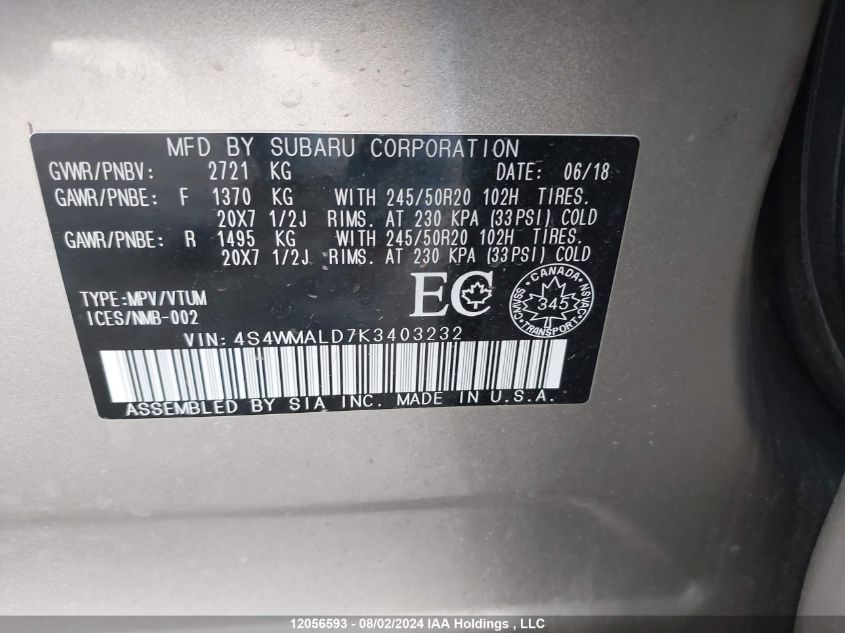 MFD BY SUBARU CORPORATION
GVWR/PNBV: 2721 KG DATE: 06/18
GAWR/PNBE: F 1370 KG WITH 245/50R20 102H TIRES.
20X7 1/2J RIMS. AT 230 KPA (33PSI) COLD
GAWR/PNBE: R 1495 KG WITH 245/50R20 102H TIRES.
20X7 1/2J RIMS. AT 230 KPA (33PSI) COLD
TYPE:MPV/VTUM
ICES/NMB-002
EC
CANADA
CMVSS 345 NSVAC
TRANSPORT
VIN: 4S4WMALD7K3403232
ASSEMBLED BY SIA INC. MADE IN U.S.A.
12056593 - 08/02/2024 IAA Holdings , LLC